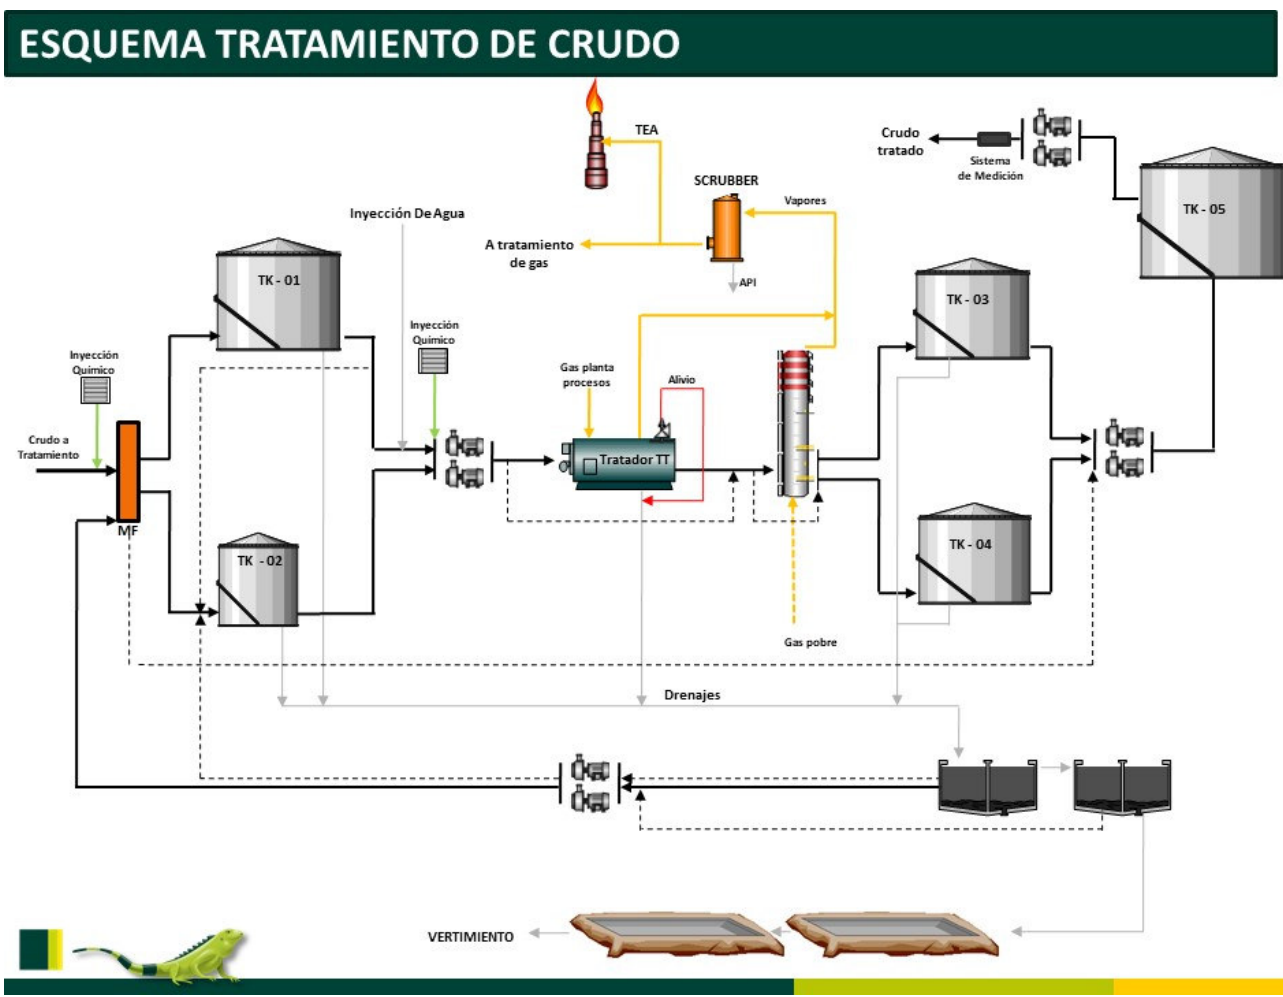 ESQUEMA TRATAMIENTO DE CRUDO
TEA
Crudo
tratado
Sistema
de Medición
SCRUBBER
Vapores
TK - 05
Inyección De Agua
A tratamiento
de gas
TK - 01
API
TK - 03
Inyección
Químico
Inyección
Químico
Gas planta
procesos
Alivio
Crudo a
Tratamiento
Tratador TT
MF
TK - 02
TK - 04
Gas pobre
Drenajes
VERTIMIENTO